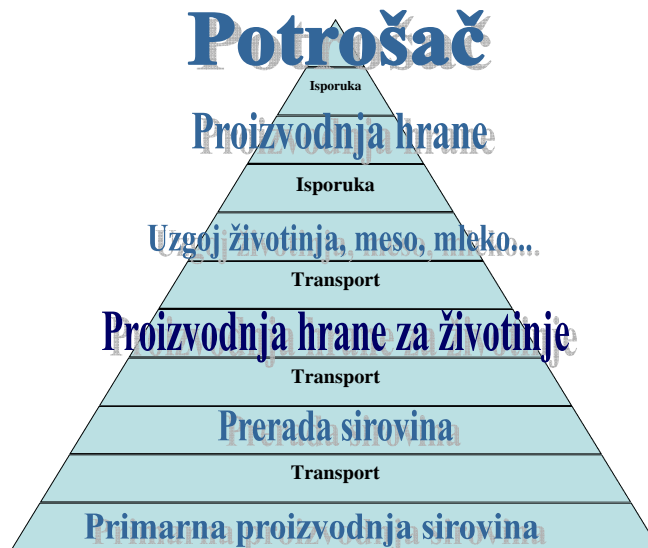 Potrošač
Isporuka
Proizvodnja hrane
Isporuka
Uzgoj životinja, meso, mleko...
Transport
Proizvodnja hrane za životinje
Transport
Prerada sirovina
Transport
Primarna proizvodnja sirovina